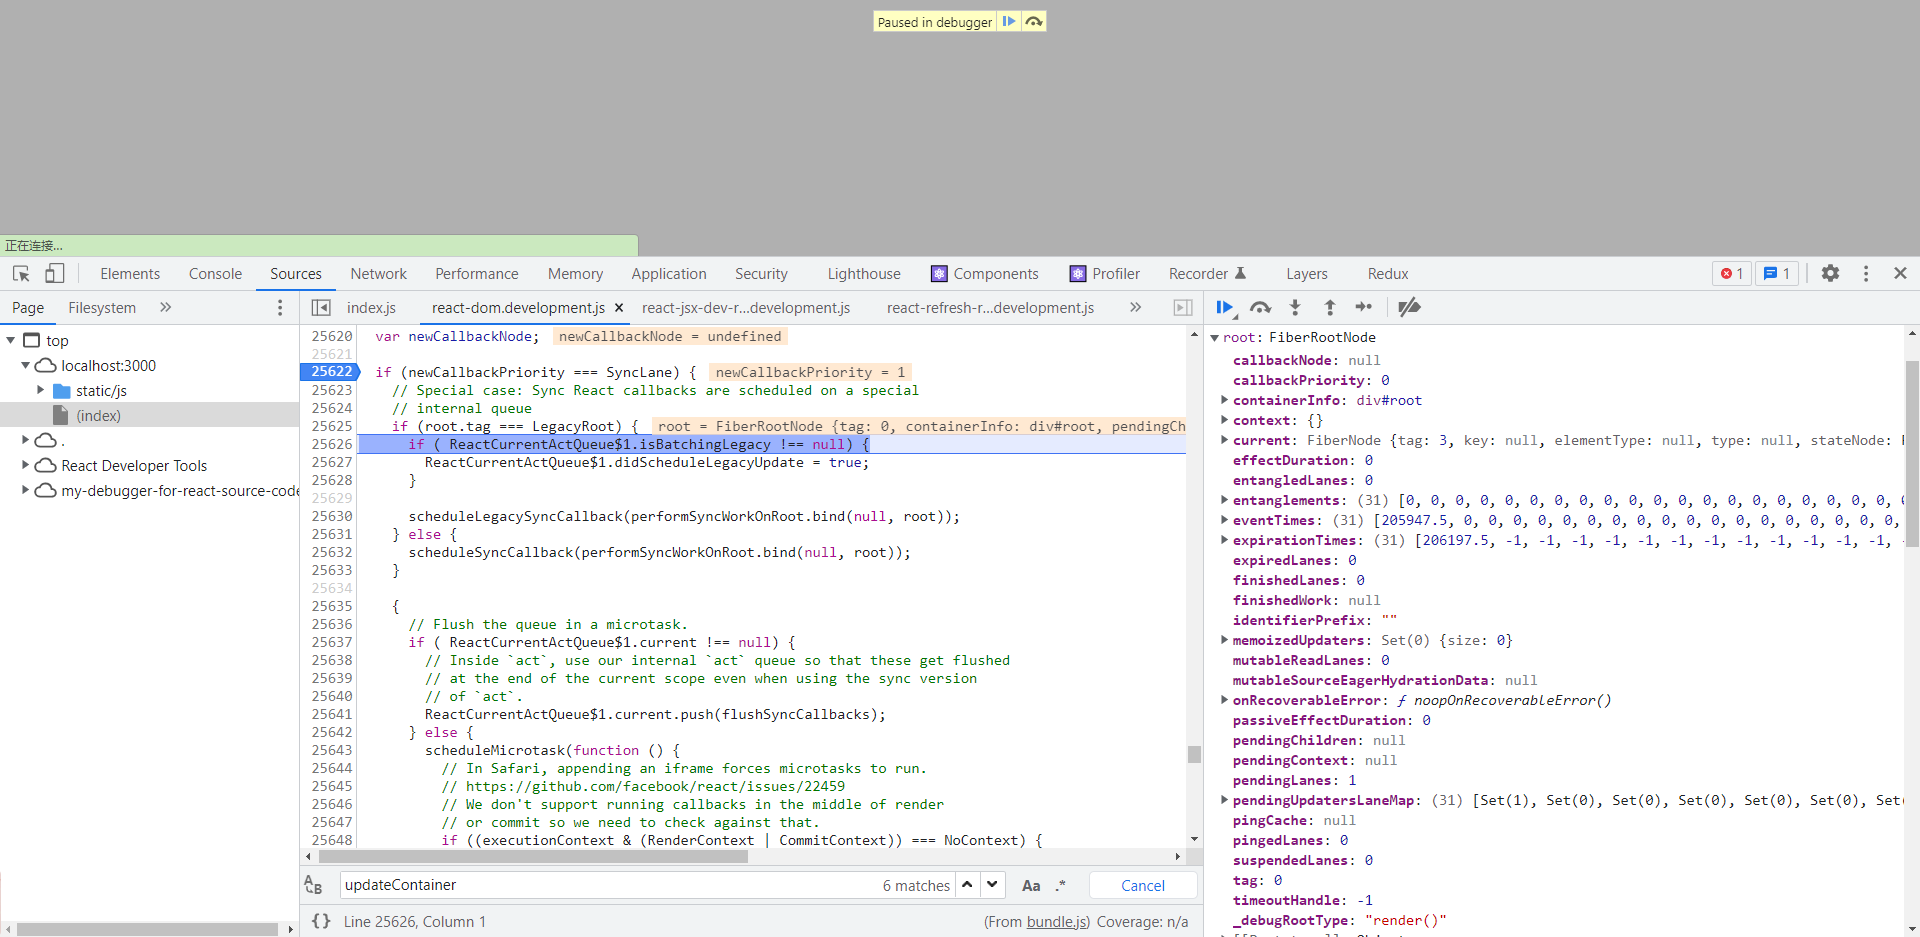 Paused in debugger
正在连接...
Elements Console Sources Network Performance Memory Application Security Lighthouse Components Profiler Recorder Layers Redux 1 1
Page Filesystem
index.js react-dom.development.js × react-jsx-dev-r...development.js react-refresh-r...development.js
top
localhost:3000
static/js
(index)
.
React Developer Tools
my-debugger-for-react-source-code
25620 var newCallbackNode; newCallbackNode = undefined
25621
25622 if (newCallbackPriority === SyncLane) { newCallbackPriority = 1
25623 // Special case: Sync React callbacks are scheduled on a special
25624 // internal queue
25625 if (root.tag === LegacyRoot) { root = FiberRootNode {tag: 0, containerInfo: div#root, pendingCh
25626 if ( ReactCurrentActQueue$1.isBatchingLegacy !== null) {
25627 ReactCurrentActQueue$1.didScheduleLegacyUpdate = true;
25628 }
25629
25630 scheduleLegacySyncCallback(performSyncWorkOnRoot.bind(null, root));
25631 } else {
25632 scheduleSyncCallback(performSyncWorkOnRoot.bind(null, root));
25633 }
25634
25635 {
25636 // Flush the queue in a microtask.
25637 if ( ReactCurrentActQueue$1.current !== null) {
25638 // Inside `act`, use our internal `act` queue so that these get flushed
25639 // at the end of the current scope even when using the sync version
25640 // of `act`.
25641 ReactCurrentActQueue$1.current.push(flushSyncCallbacks);
25642 } else {
25643 scheduleMicrotask(function () {
25644 // In Safari, appending an iframe forces microtasks to run.
25645 // https://github.com/facebook/react/issues/22459
25646 // We don't support running callbacks in the middle of render
25647 // or commit so we need to check against that.
25648 if ((executionContext & (RenderContext | CommitContext)) === NoContext) {
updateContainer 6 matches Aa .* Cancel
{} Line 25626, Column 1 (From bundle.js) Coverage: n/a
root: FiberRootNode
callbackNode: null
callbackPriority: 0
containerInfo: div#root
context: {}
current: FiberNode {tag: 3, key: null, elementType: null, type: null, stateNode:
effectDuration: 0
entangledLanes: 0
entanglements: (31) [0, 0, 0, 0, 0, 0, 0, 0, 0, 0, 0, 0, 0, 0, 0, 0, 0, 0, 0, 0
eventTimes: (31) [205947.5, 0, 0, 0, 0, 0, 0, 0, 0, 0, 0, 0, 0, 0, 0, 0, 0, 0,
expirationTimes: (31) [206197.5, -1, -1, -1, -1, -1, -1, -1, -1, -1, -1, -1, -1,
expiredLanes: 0
finishedLanes: 0
finishedWork: null
identifierPrefix: ""
memoizedUpdaters: Set(0) {size: 0}
mutableReadLanes: 0
mutableSourceEagerHydrationData: null
onRecoverableError: ƒ noopOnRecoverableError()
passiveEffectDuration: 0
pendingChildren: null
pendingContext: null
pendingLanes: 1
pendingUpdatersLaneMap: (31) [Set(1), Set(0), Set(0), Set(0), Set(0), Set(0), Set
pingCache: null
pingedLanes: 0
suspendedLanes: 0
tag: 0
timeoutHandle: -1
_debugRootType: "render()"